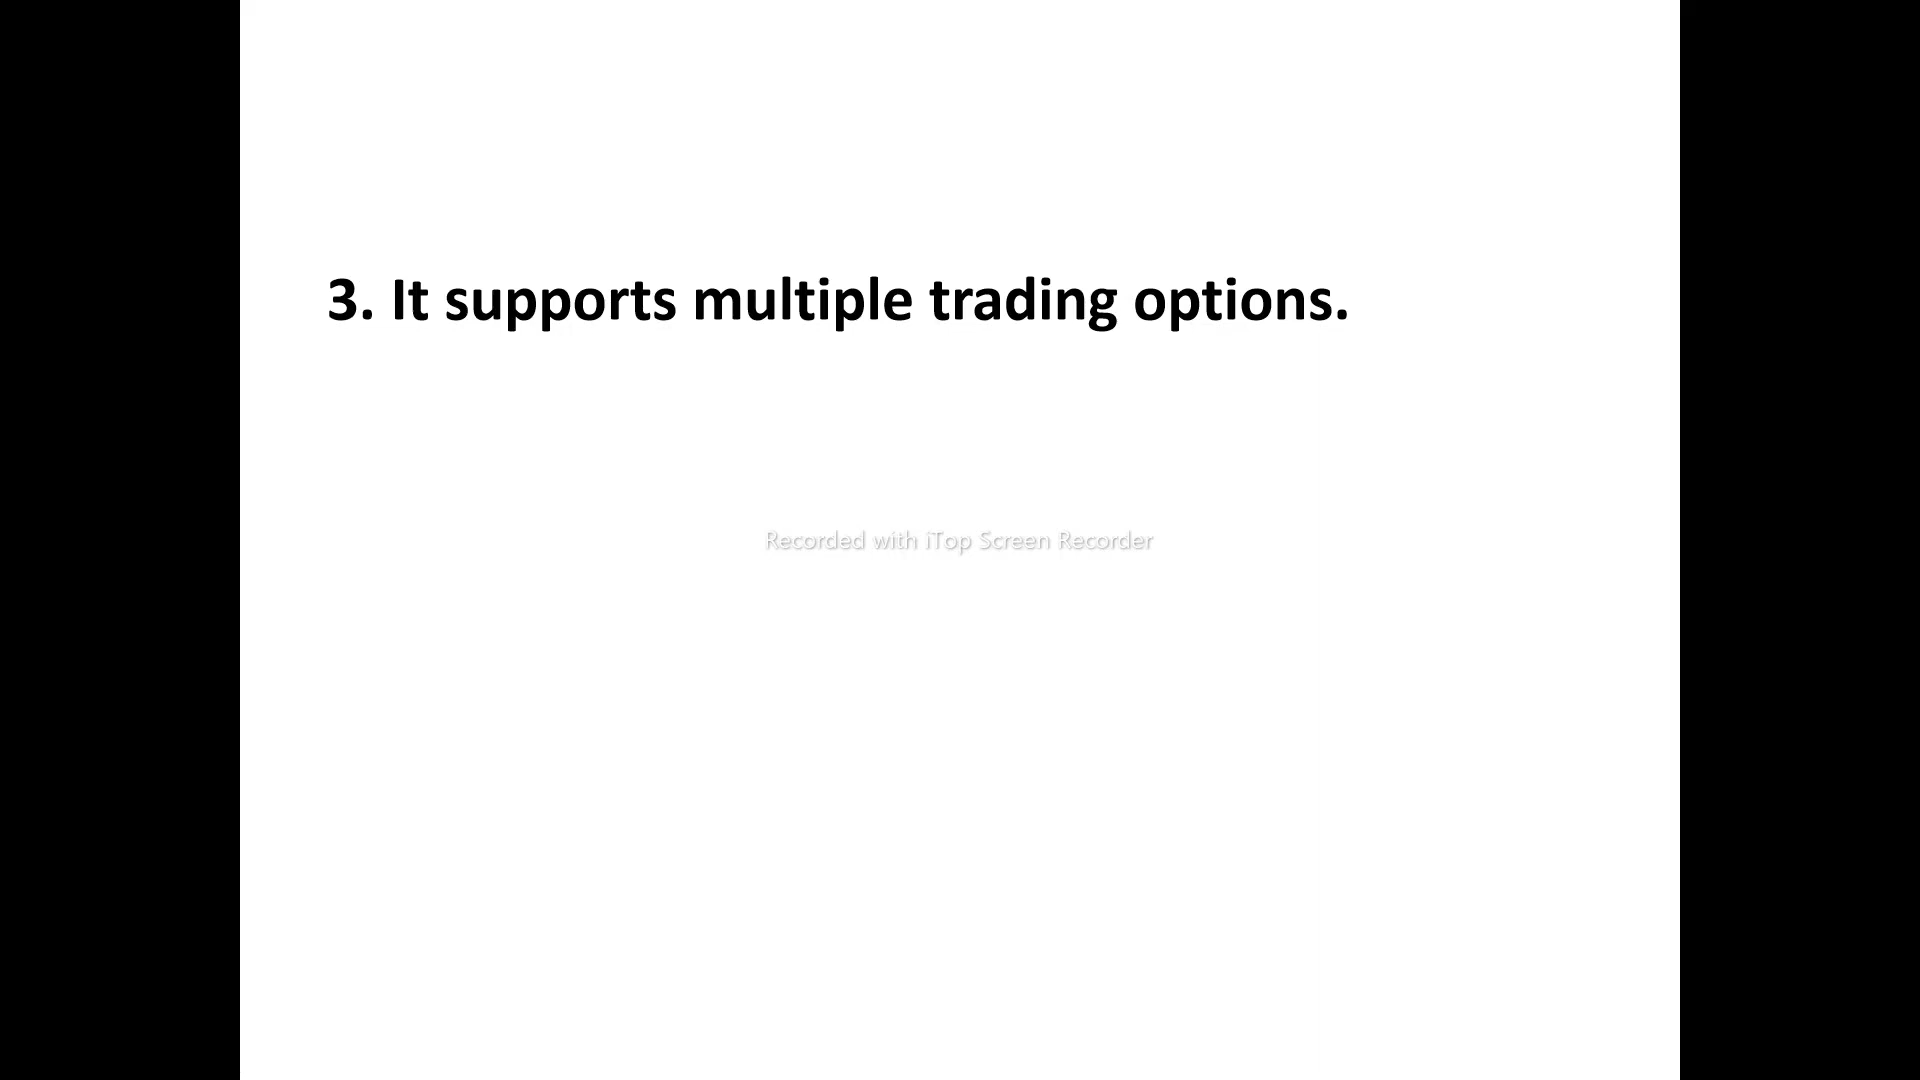 3. It supports multiple trading options.
Recorded with iTop Screen Recorder